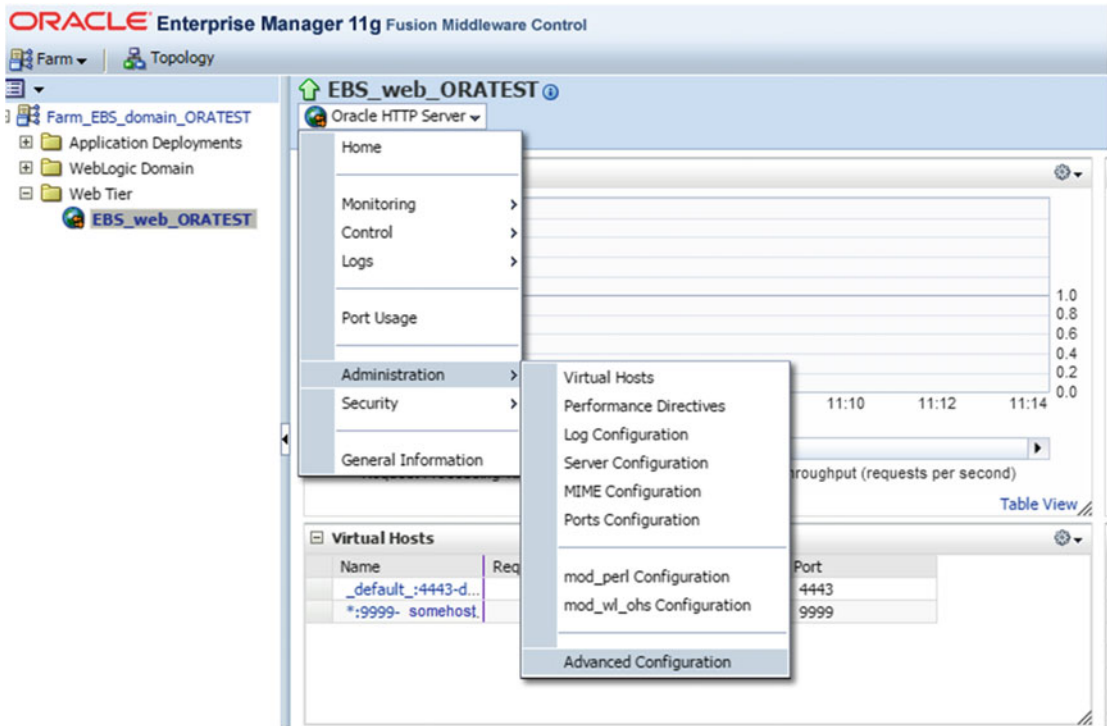 ORACLE Enterprise Manager 11g Fusion Middleware Control
Farm Topology
Farm_EBS_domain_ORATEST
Application Deployments
WebLogic Domain
Web Tier
EBS_web_ORATEST
EBS_web_ORATEST
Oracle HTTP Server
Home
Monitoring
Control
Logs
Port Usage
Administration
Security
General Information
Virtual Hosts
Performance Directives
Log Configuration
Server Configuration
MIME Configuration
Ports Configuration
mod_perl Configuration
mod_wl_ohs Configuration
Advanced Configuration
1.0
0.8
0.6
0.4
0.2
0.0
11:10 11:12 11:14
(requests per second)
Table View
Virtual Hosts
Name Req Port
_default_:4443-d... 4443
*:9999- somehost. 9999